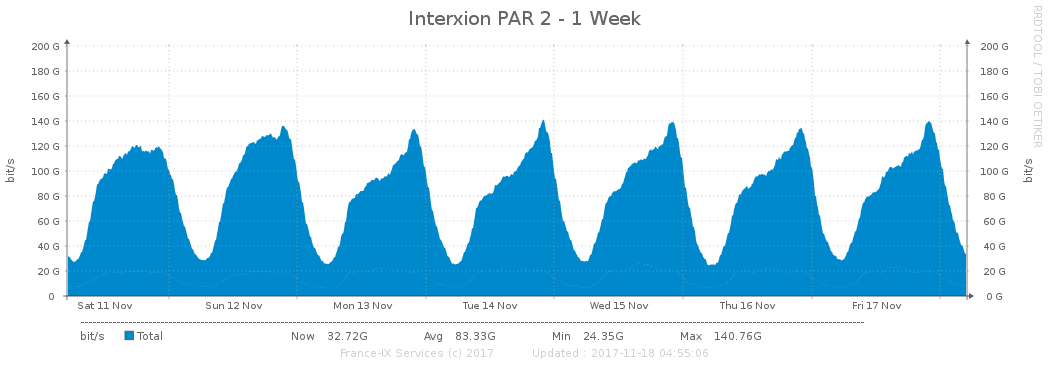 Interxion PAR 2 - 1 Week
RRDTOOL / TOBI OETIKER
bit/s
200 G 200 G
180 G 180 G
160 G 160 G
140 G 140 G
120 G 120 G
100 G 100 G
80 G 80 G
60 G 60 G
40 G 40 G
20 G 20 G
0 0 G
bit/s
Sat 11 Nov Sun 12 Nov Mon 13 Nov Tue 14 Nov Wed 15 Nov Thu 16 Nov Fri 17 Nov
bit/s Total Now 32.72G Avg 83.33G Min 24.35G Max 140.76G
France-IX Services (c) 2017 Updated : 2017-11-18 04:55:06